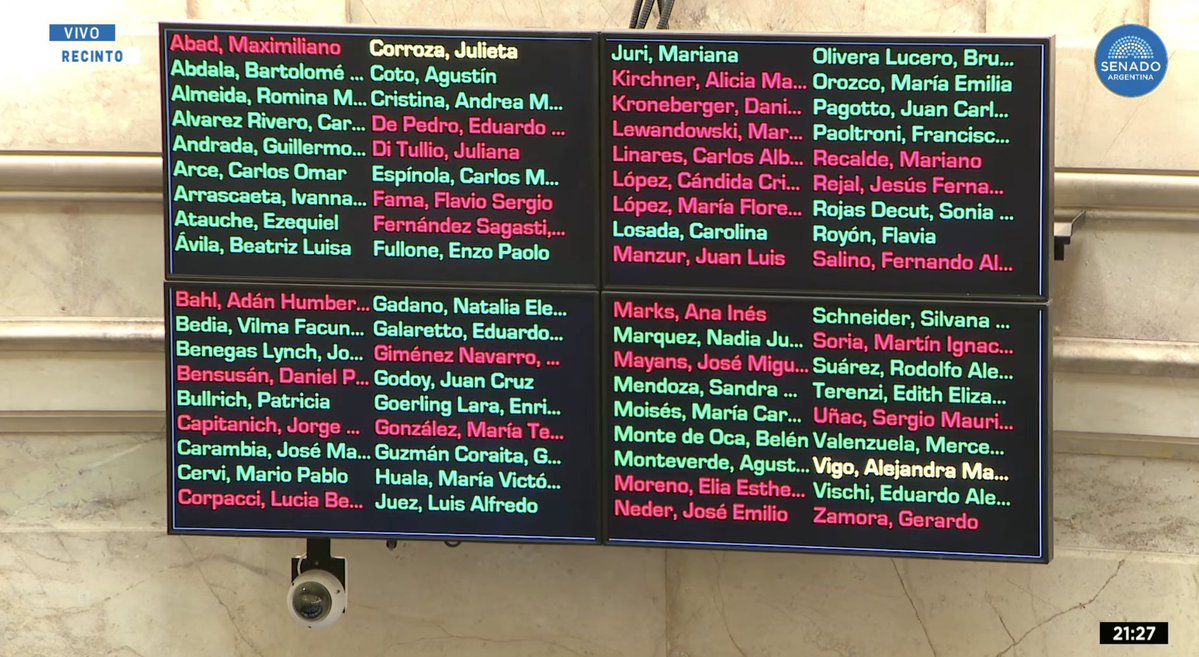 VIVO
RECINTO
SENADO
ARGENTINA
Abad, Maximiliano
Abdala, Bartolomé ...
Almeida, Romina M...
Alvarez Rivero, Car...
Andrada, Guillermo...
Arce, Carlos Omar
Arrascaeta, Ivanna...
Atauche, Ezequiel
Ávila, Beatriz Luisa
Corroza, Julieta
Coto, Agustín
Cristina, Andrea M...
De Pedro, Eduardo ...
Di Tullio, Juliana
Espínola, Carlos M...
Fama, Flavio Sergio
Fernández Sagasti,...
Fullone, Enzo Paolo
Juri, Mariana
Kirchner, Alicia Ma...
Kroneberger, Dani...
Lewandowski, Mar...
Linares, Carlos Alb...
López, Cándida Cri...
López, María Flore...
Losada, Carolina
Manzur, Juan Luis
Olivera Lucero, Bru...
Orozco, María Emilia
Pagotto, Juan Carl...
Paoltroni, Francisc...
Recalde, Mariano
Rejal, Jesús Ferna...
Rojas Decut, Sonia ...
Royón, Flavia
Salino, Fernando Al...
Bahl, Adán Humber...
Bedia, Vilma Facun...
Benegas Lynch, Jo...
Bensusán, Daniel P...
Bullrich, Patricia
Capitanich, Jorge ...
Carambia, José Ma...
Cervi, Mario Pablo
Corpacci, Lucia Be...
Gadano, Natalia Ele...
Galaretto, Eduardo...
Giménez Navarro, ...
Godoy, Juan Cruz
Goerling Lara, Enri...
González, María Te...
Guzmán Coraita, G...
Huala, María Victó...
Juez, Luis Alfredo
Marks, Ana Inés
Marquez, Nadia Ju...
Mayans, José Migu...
Mendoza, Sandra ...
Moisés, María Car...
Monte de Oca, Belén
Monteverde, Agust...
Moreno, Elia Esthe...
Neder, José Emilio
Schneider, Silvana ...
Soria, Martín Ignac...
Suárez, Rodolfo Ale...
Terenzi, Edith Eliza...
Uñac, Sergio Mauri...
Valenzuela, Merce...
Vigo, Alejandra Ma...
Vischi, Eduardo Ale...
Zamora, Gerardo
21:27